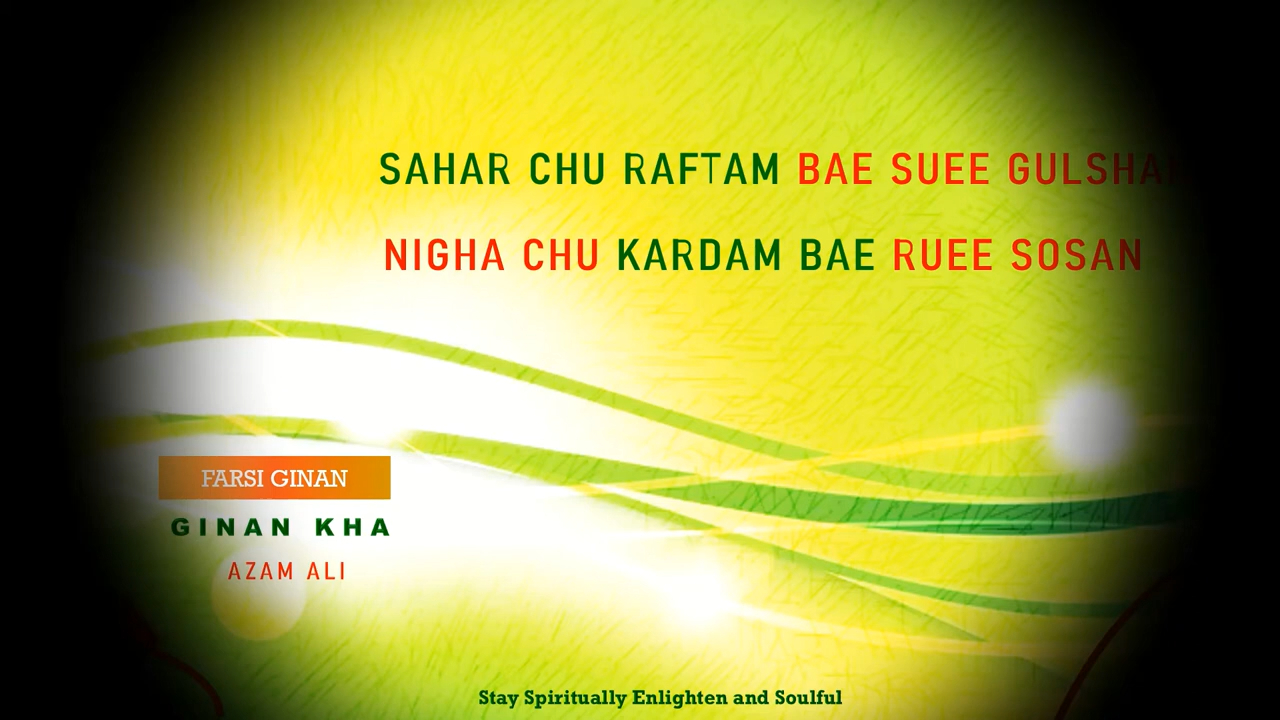 SAHAR CHU RAFTAM BAE SUEE GULSHAN
NIGHA CHU KARDAM BAE RUEE SOSAN
FARSI GINAN
GINAN KHA
AZAM ALI
Stay Spiritually Enlighten and Soulful